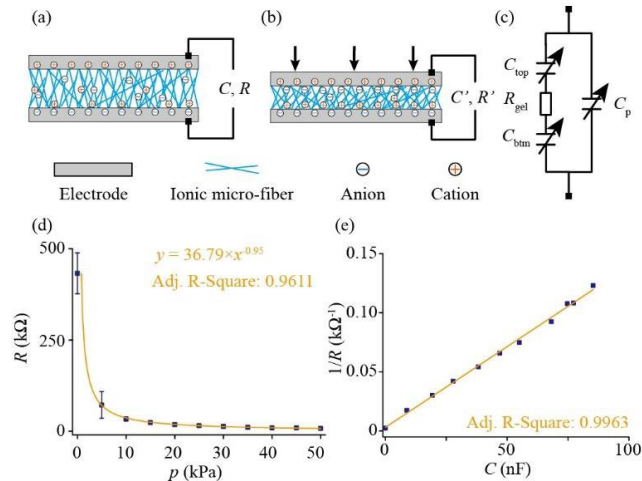 (a)
(b)
(c)
C, R
C’, R’
C_top
R_gel
C_btm
C_p
Electrode
Ionic micro-fiber
Anion
Cation
(d)
y = 36.79×x^-0.95
Adj. R-Square: 0.9611
500
250
0
R (kΩ)
0 10 20 30 40 50
p (kPa)
(e)
0.15
0.10
0.05
0.00
1/R (kΩ⁻¹)
Adj. R-Square: 0.9963
0 50 100
C (nF)